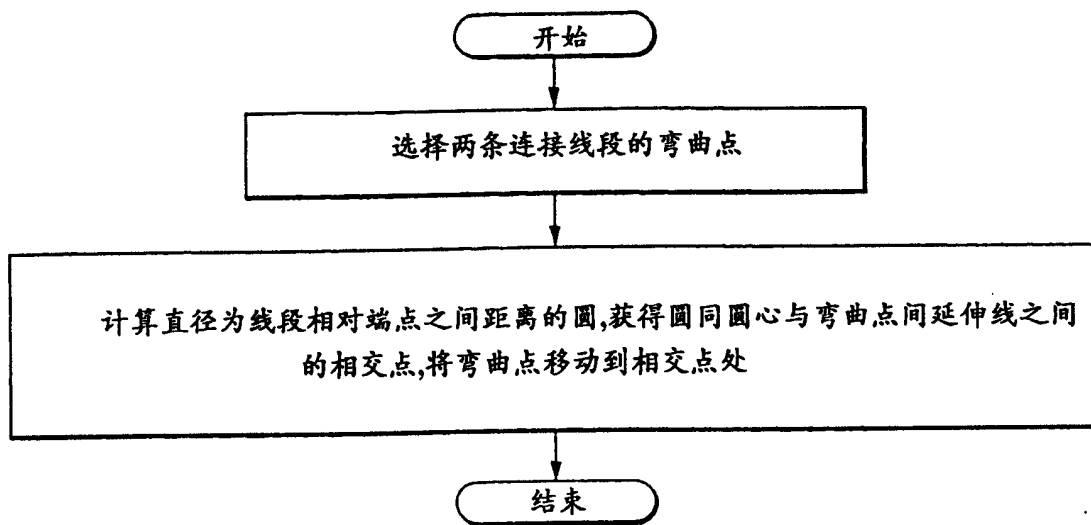 开始
选择两条连接线段的弯曲点
计算直径为线段相对端点之间距离的圆,获得圆同圆心与弯曲点间延伸线之间
的相交点,将弯曲点移动到相交点处
结束